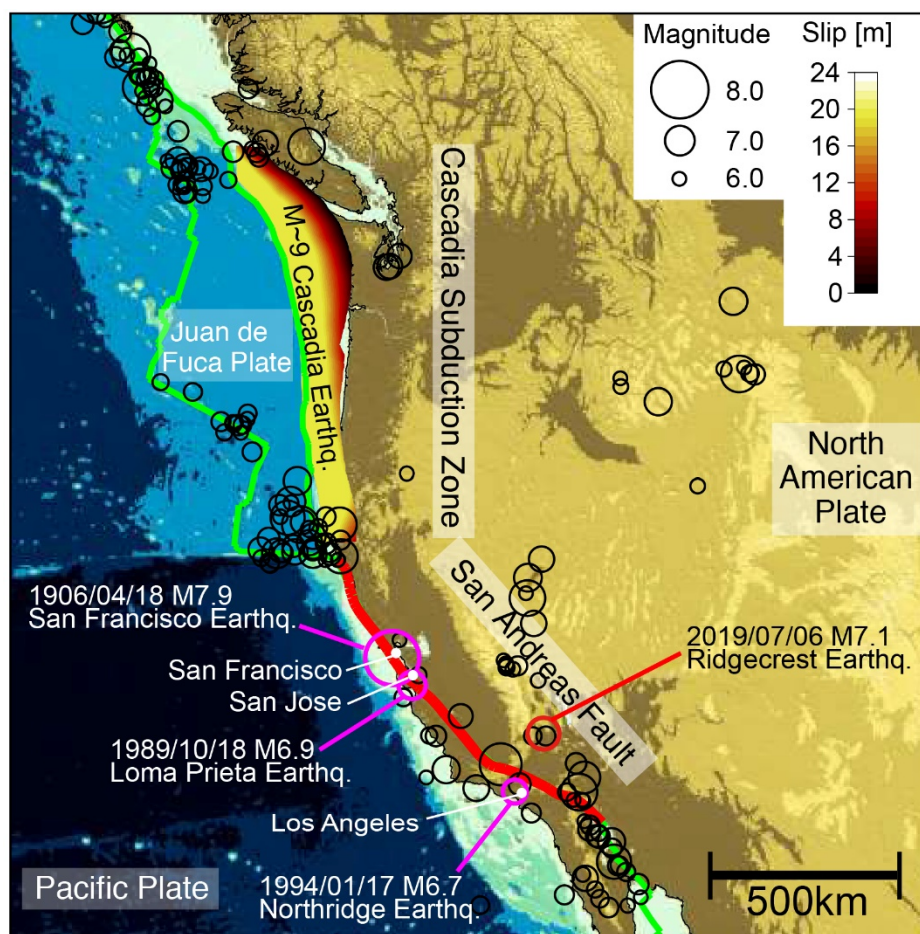 Magnitude
8.0
7.0
6.0
Slip [m]
24
20
16
12
8
4
0
Cascadia Subduction Zone
M~9 Cascadia Earthq.
Juan de
Fuca Plate
North
American
Plate
San Andreas Fault
1906/04/18 M7.9
San Francisco Earthq.
San Francisco
San Jose
2019/07/06 M7.1
Ridgecrest Earthq.
1989/10/18 M6.9
Loma Prieta Earthq.
Los Angeles
1994/01/17 M6.7
Northridge Earthq.
Pacific Plate
500km